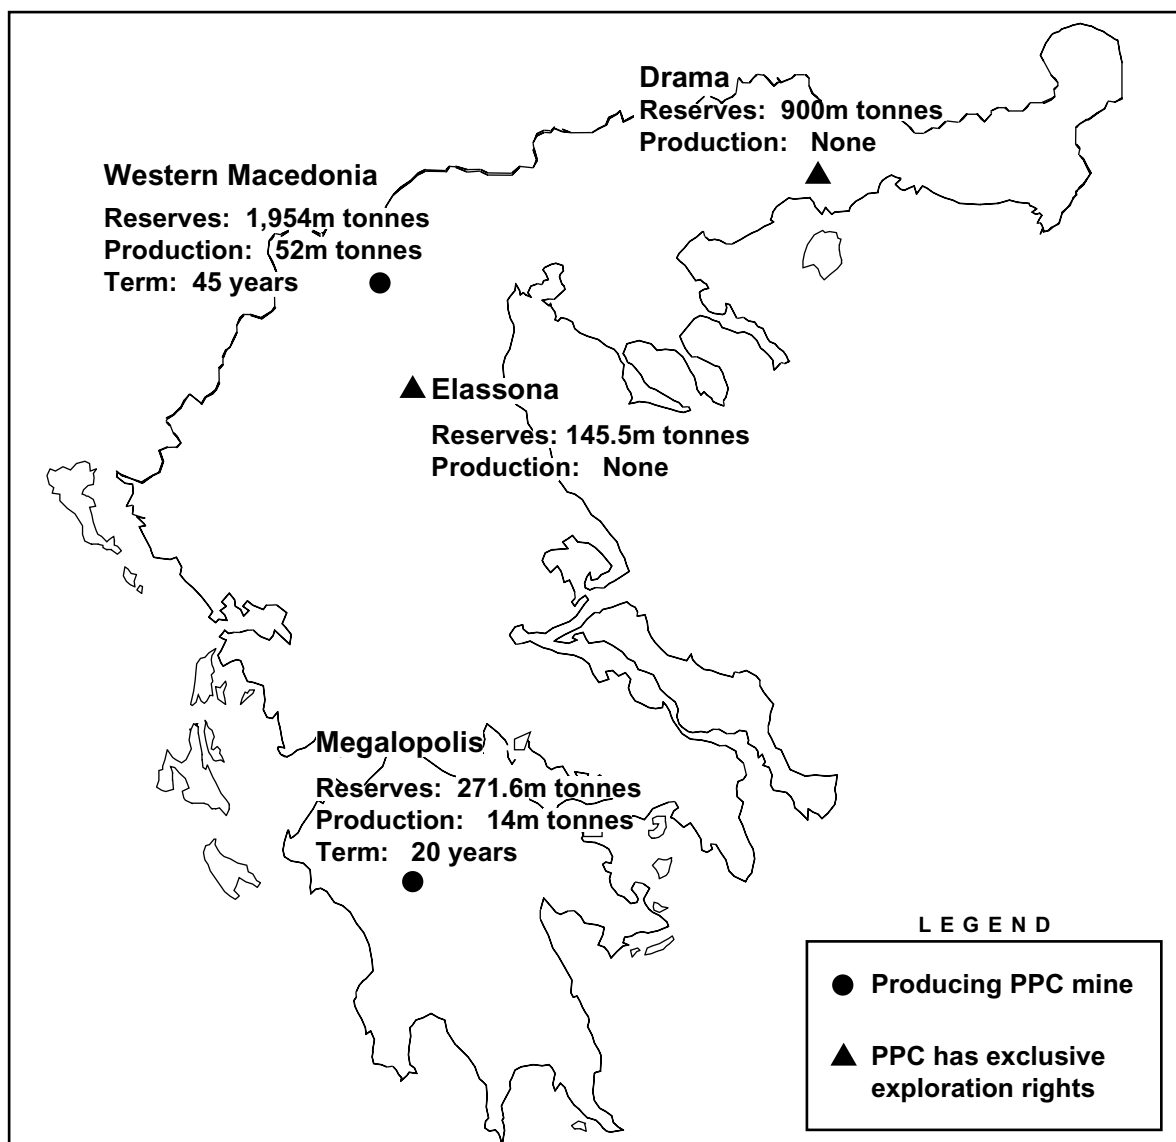 Drama
Reserves: 900m tonnes
Production: None
Western Macedonia
Reserves: 1,954m tonnes
Production: 52m tonnes
Term: 45 years
Elassona
Reserves: 145.5m tonnes
Production: None
Megalopolis
Reserves: 271.6m tonnes
Production: 14m tonnes
Term: 20 years
LEGEND
Producing PPC mine
PPC has exclusive
exploration rights